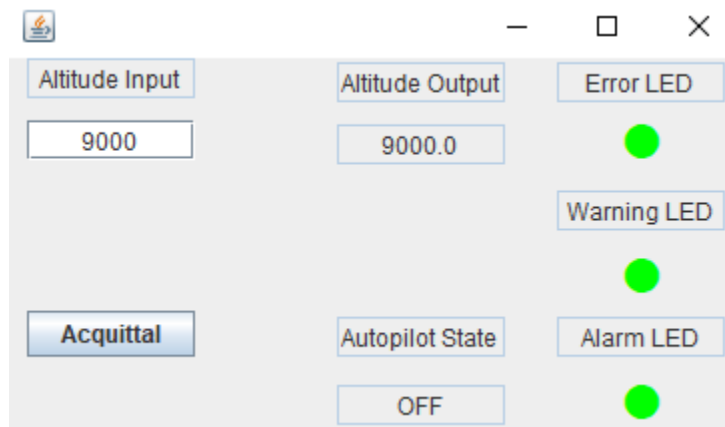 Altitude Input
Altitude Output
Error LED
9000
9000.0
Warning LED
Acquittal
Autopilot State
Alarm LED
OFF